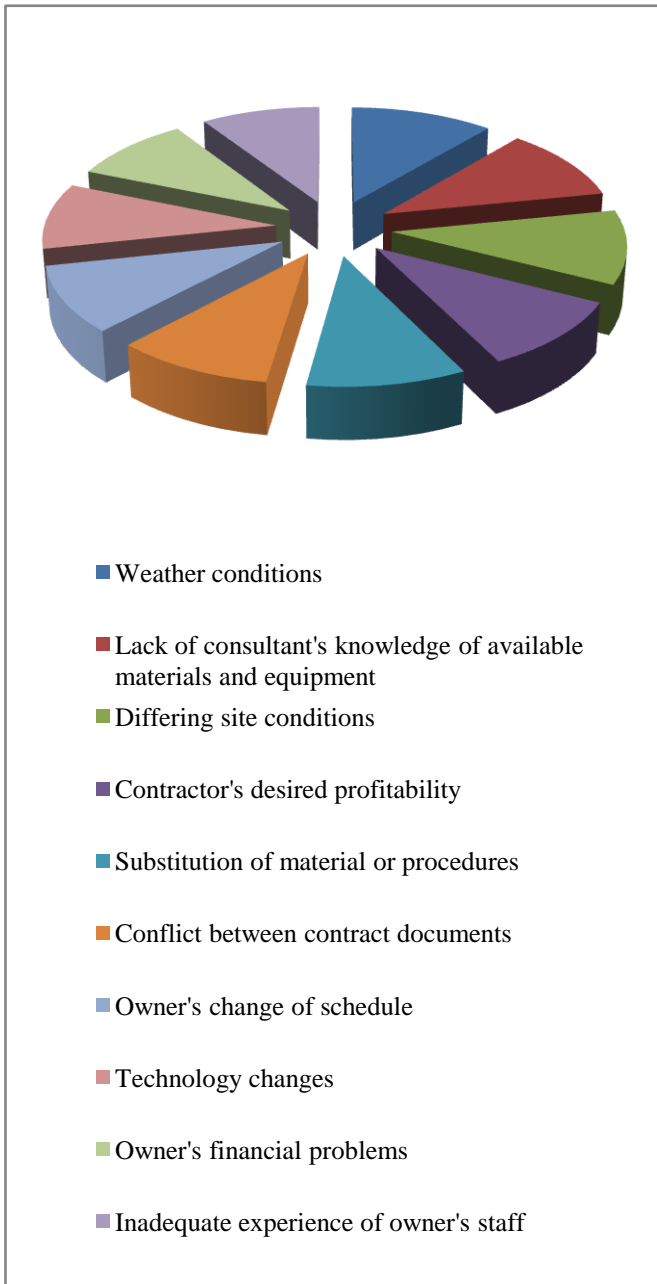 Weather conditions
Lack of consultant's knowledge of available
materials and equipment
Differing site conditions
Contractor's desired profitability
Substitution of material or procedures
Conflict between contract documents
Owner's change of schedule
Technology changes
Owner's financial problems
Inadequate experience of owner's staff